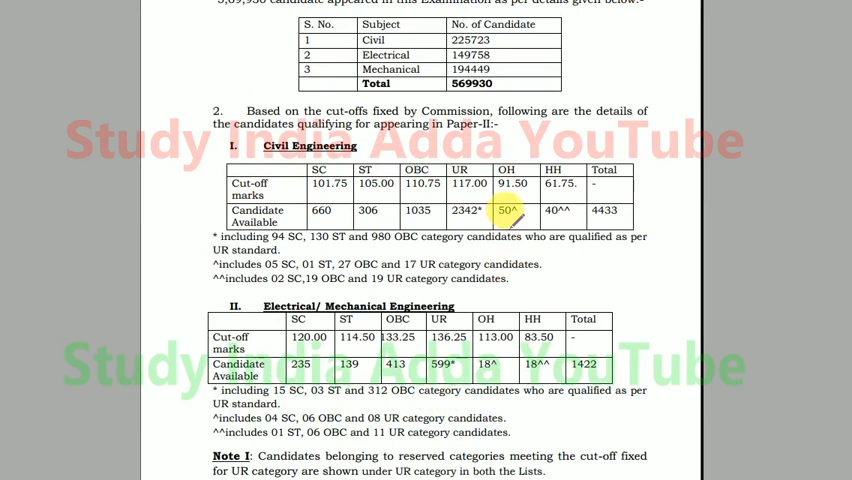 5,69,930 candidate appeared in this Examination as per details given below:-
S. No. Subject No. of Candidate
1 Civil 225723
2 Electrical 149758
3 Mechanical 194449
Total 569930
2. Based on the cut-offs fixed by Commission, following are the details of
the candidates qualifying for appearing in Paper-II:-
Study India Adda YouTube
I. Civil Engineering
SC ST OBC UR OH HH Total
Cut-off marks 101.75 105.00 110.75 117.00 91.50 61.75. -
Candidate Available 660 306 1035 2342* 50^ 40^^ 4433
* including 94 SC, 130 ST and 980 OBC category candidates who are qualified as per
UR standard.
^includes 05 SC, 01 ST, 27 OBC and 17 UR category candidates.
^^includes 02 SC,19 OBC and 19 UR category candidates.
II. Electrical/ Mechanical Engineering
SC ST OBC UR OH HH Total
Cut-off marks 120.00 114.50 133.25 136.25 113.00 83.50 -
Candidate Available 235 139 413 599* 18^ 18^^ 1422
Study India Adda YouTube
* including 15 SC, 03 ST and 312 OBC category candidates who are qualified as per
UR standard.
^includes 04 SC, 06 OBC and 08 UR category candidates.
^^includes 01 ST, 06 OBC and 11 UR category candidates.
Note I: Candidates belonging to reserved categories meeting the cut-off fixed
for UR category are shown under UR category in both the Lists.